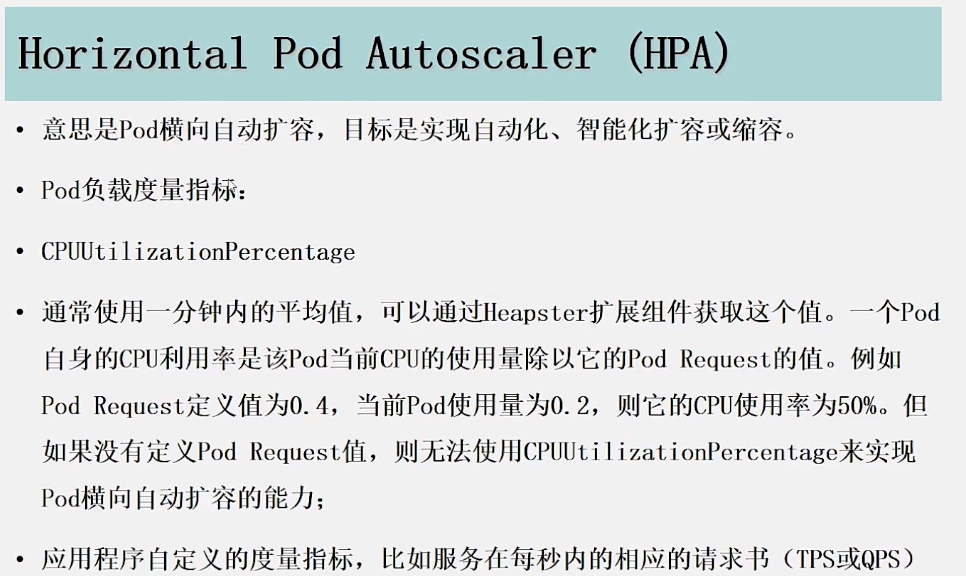 Horizontal Pod Autoscaler (HPA)
• 意思是Pod横向自动扩容，目标是实现自动化、智能化扩容或缩容。
• Pod负载度量指标：
• CPUUtilizationPercentage
• 通常使用一分钟内的平均值，可以通过Heapster扩展组件获取这个值。一个Pod
自身的CPU利用率是该Pod当前CPU的使用量除以它的Pod Request的值。例如
Pod Request定义值为0.4，当前Pod使用量为0.2，则它的CPU使用率为50%。但
如果没有定义Pod Request值，则无法使用CPUUtilizationPercentage来实现
Pod横向自动扩容的能力；
• 应用程序自定义的度量指标，比如服务在每秒内的相应的请求书（TPS或QPS）